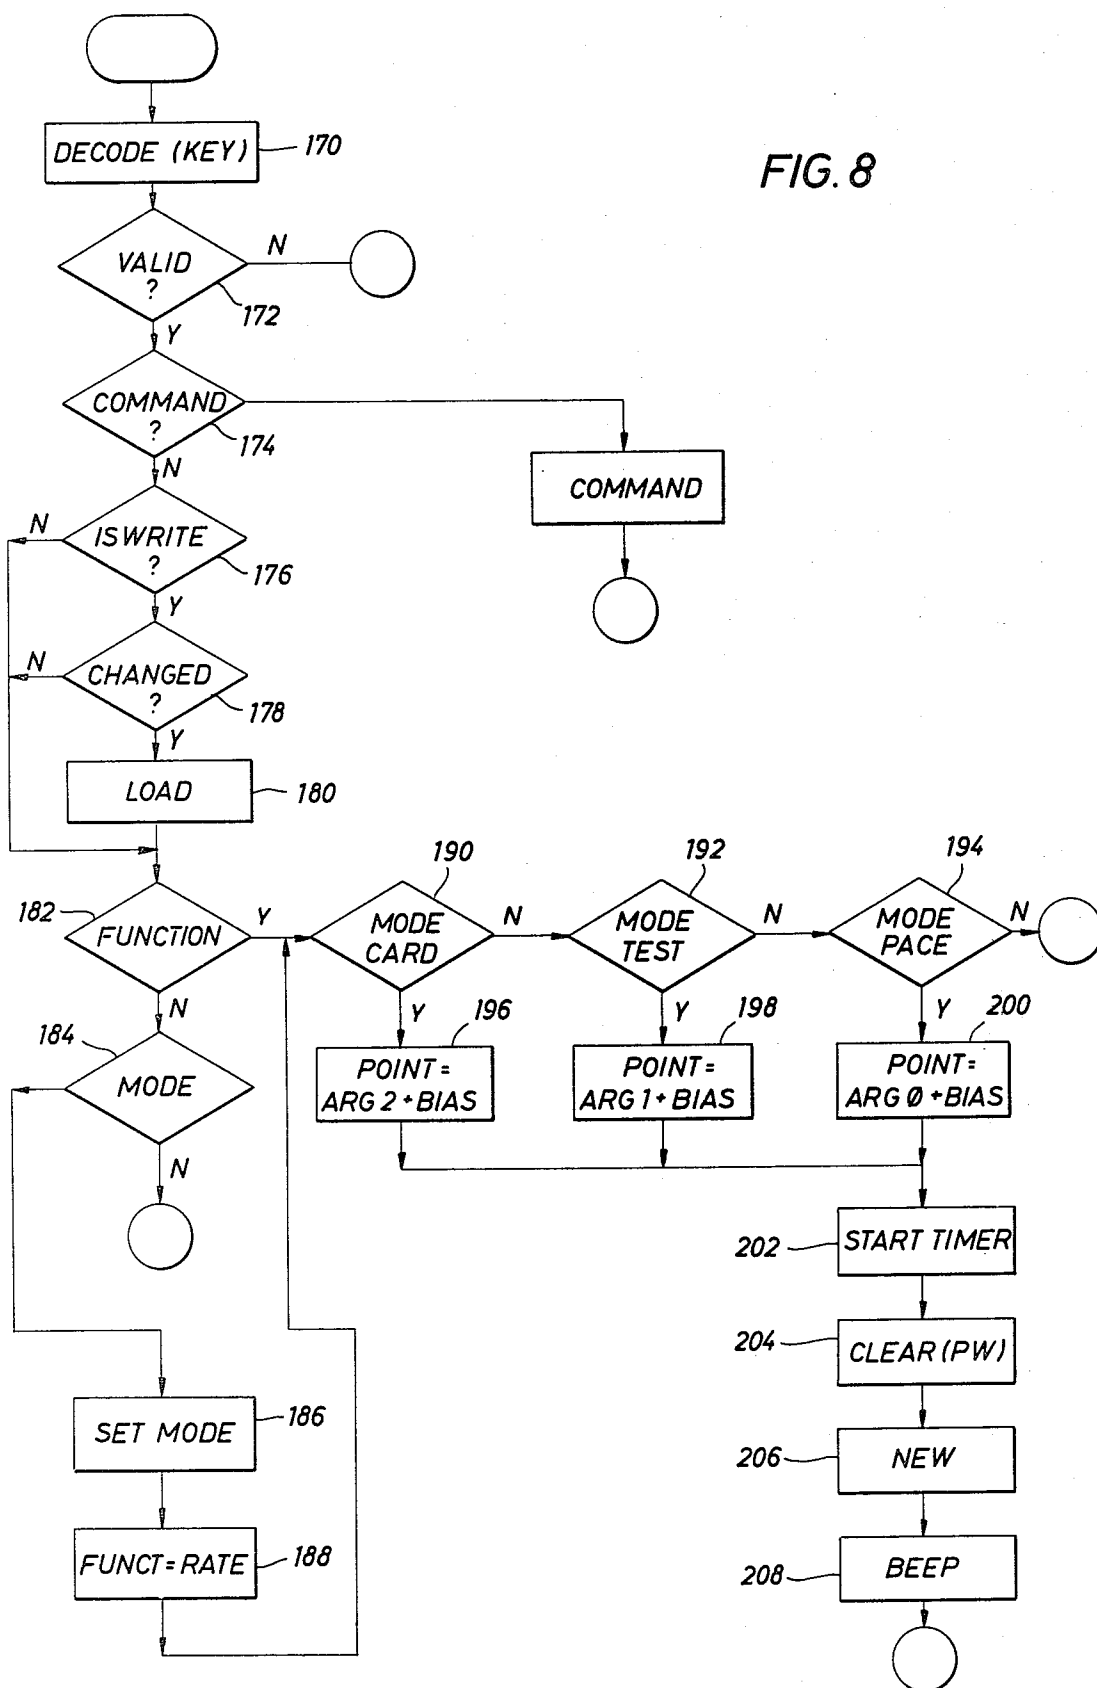 FIG. 8
DECODE (KEY)
170
VALID
?
N
172
Y
COMMAND
?
174
N
COMMAND
ISWRITE
?
N
176
Y
CHANGED
?
N
178
Y
LOAD
180
182
FUNCTION
Y
N
190
MODE
CARD
N
Y
192
MODE
TEST
N
Y
194
MODE
PACE
N
Y
184
MODE
N
196
POINT=
ARG 2 + BIAS
198
POINT=
ARG 1 + BIAS
200
POINT=
ARG Ø + BIAS
202
START TIMER
204
CLEAR (PW)
206
NEW
208
BEEP
SET MODE
186
FUNCT = RATE
188